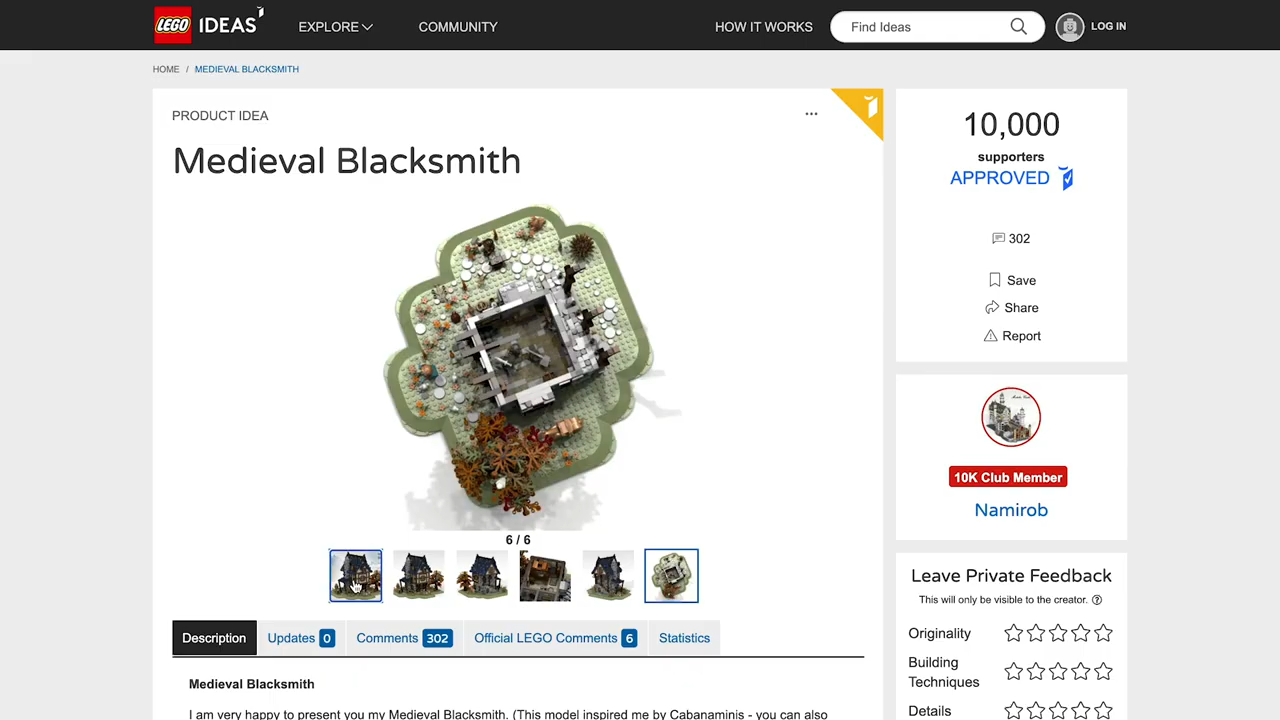 LEGO IDEAS EXPLORE COMMUNITY HOW IT WORKS Find Ideas LOG IN
HOME / MEDIEVAL BLACKSMITH
PRODUCT IDEA
...
Medieval Blacksmith
6 / 6
Description Updates 0 Comments 302 Official LEGO Comments 6 Statistics
Medieval Blacksmith
I am very happy to present you my Medieval Blacksmith. (This model inspired me by Cabanaminis - you can also
10,000
supporters
APPROVED
302
Save
Share
Report
10K Club Member
Namirob
Leave Private Feedback
This will only be visible to the creator. ?
Originality
Building
Techniques
Details